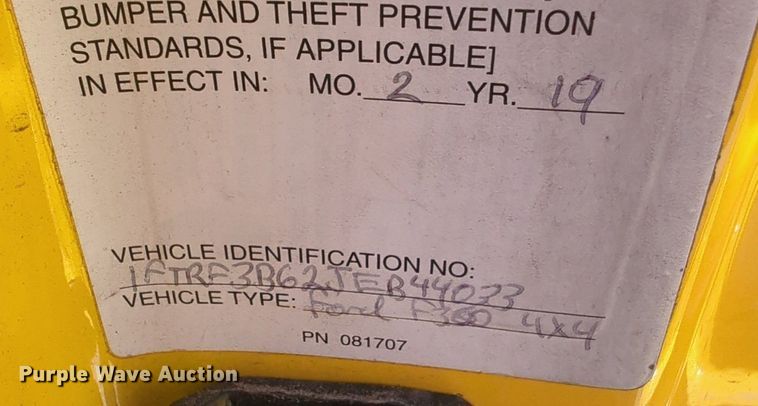 BUMPER AND THEFT PREVENTION
STANDARDS, IF APPLICABLE]
IN EFFECT IN: MO. 2 YR. 19
VEHICLE IDENTIFICATION NO:
1FTRF3B62JEB44033
VEHICLE TYPE: Ford F350 4x4
PN 081707
Purple Wave Auction